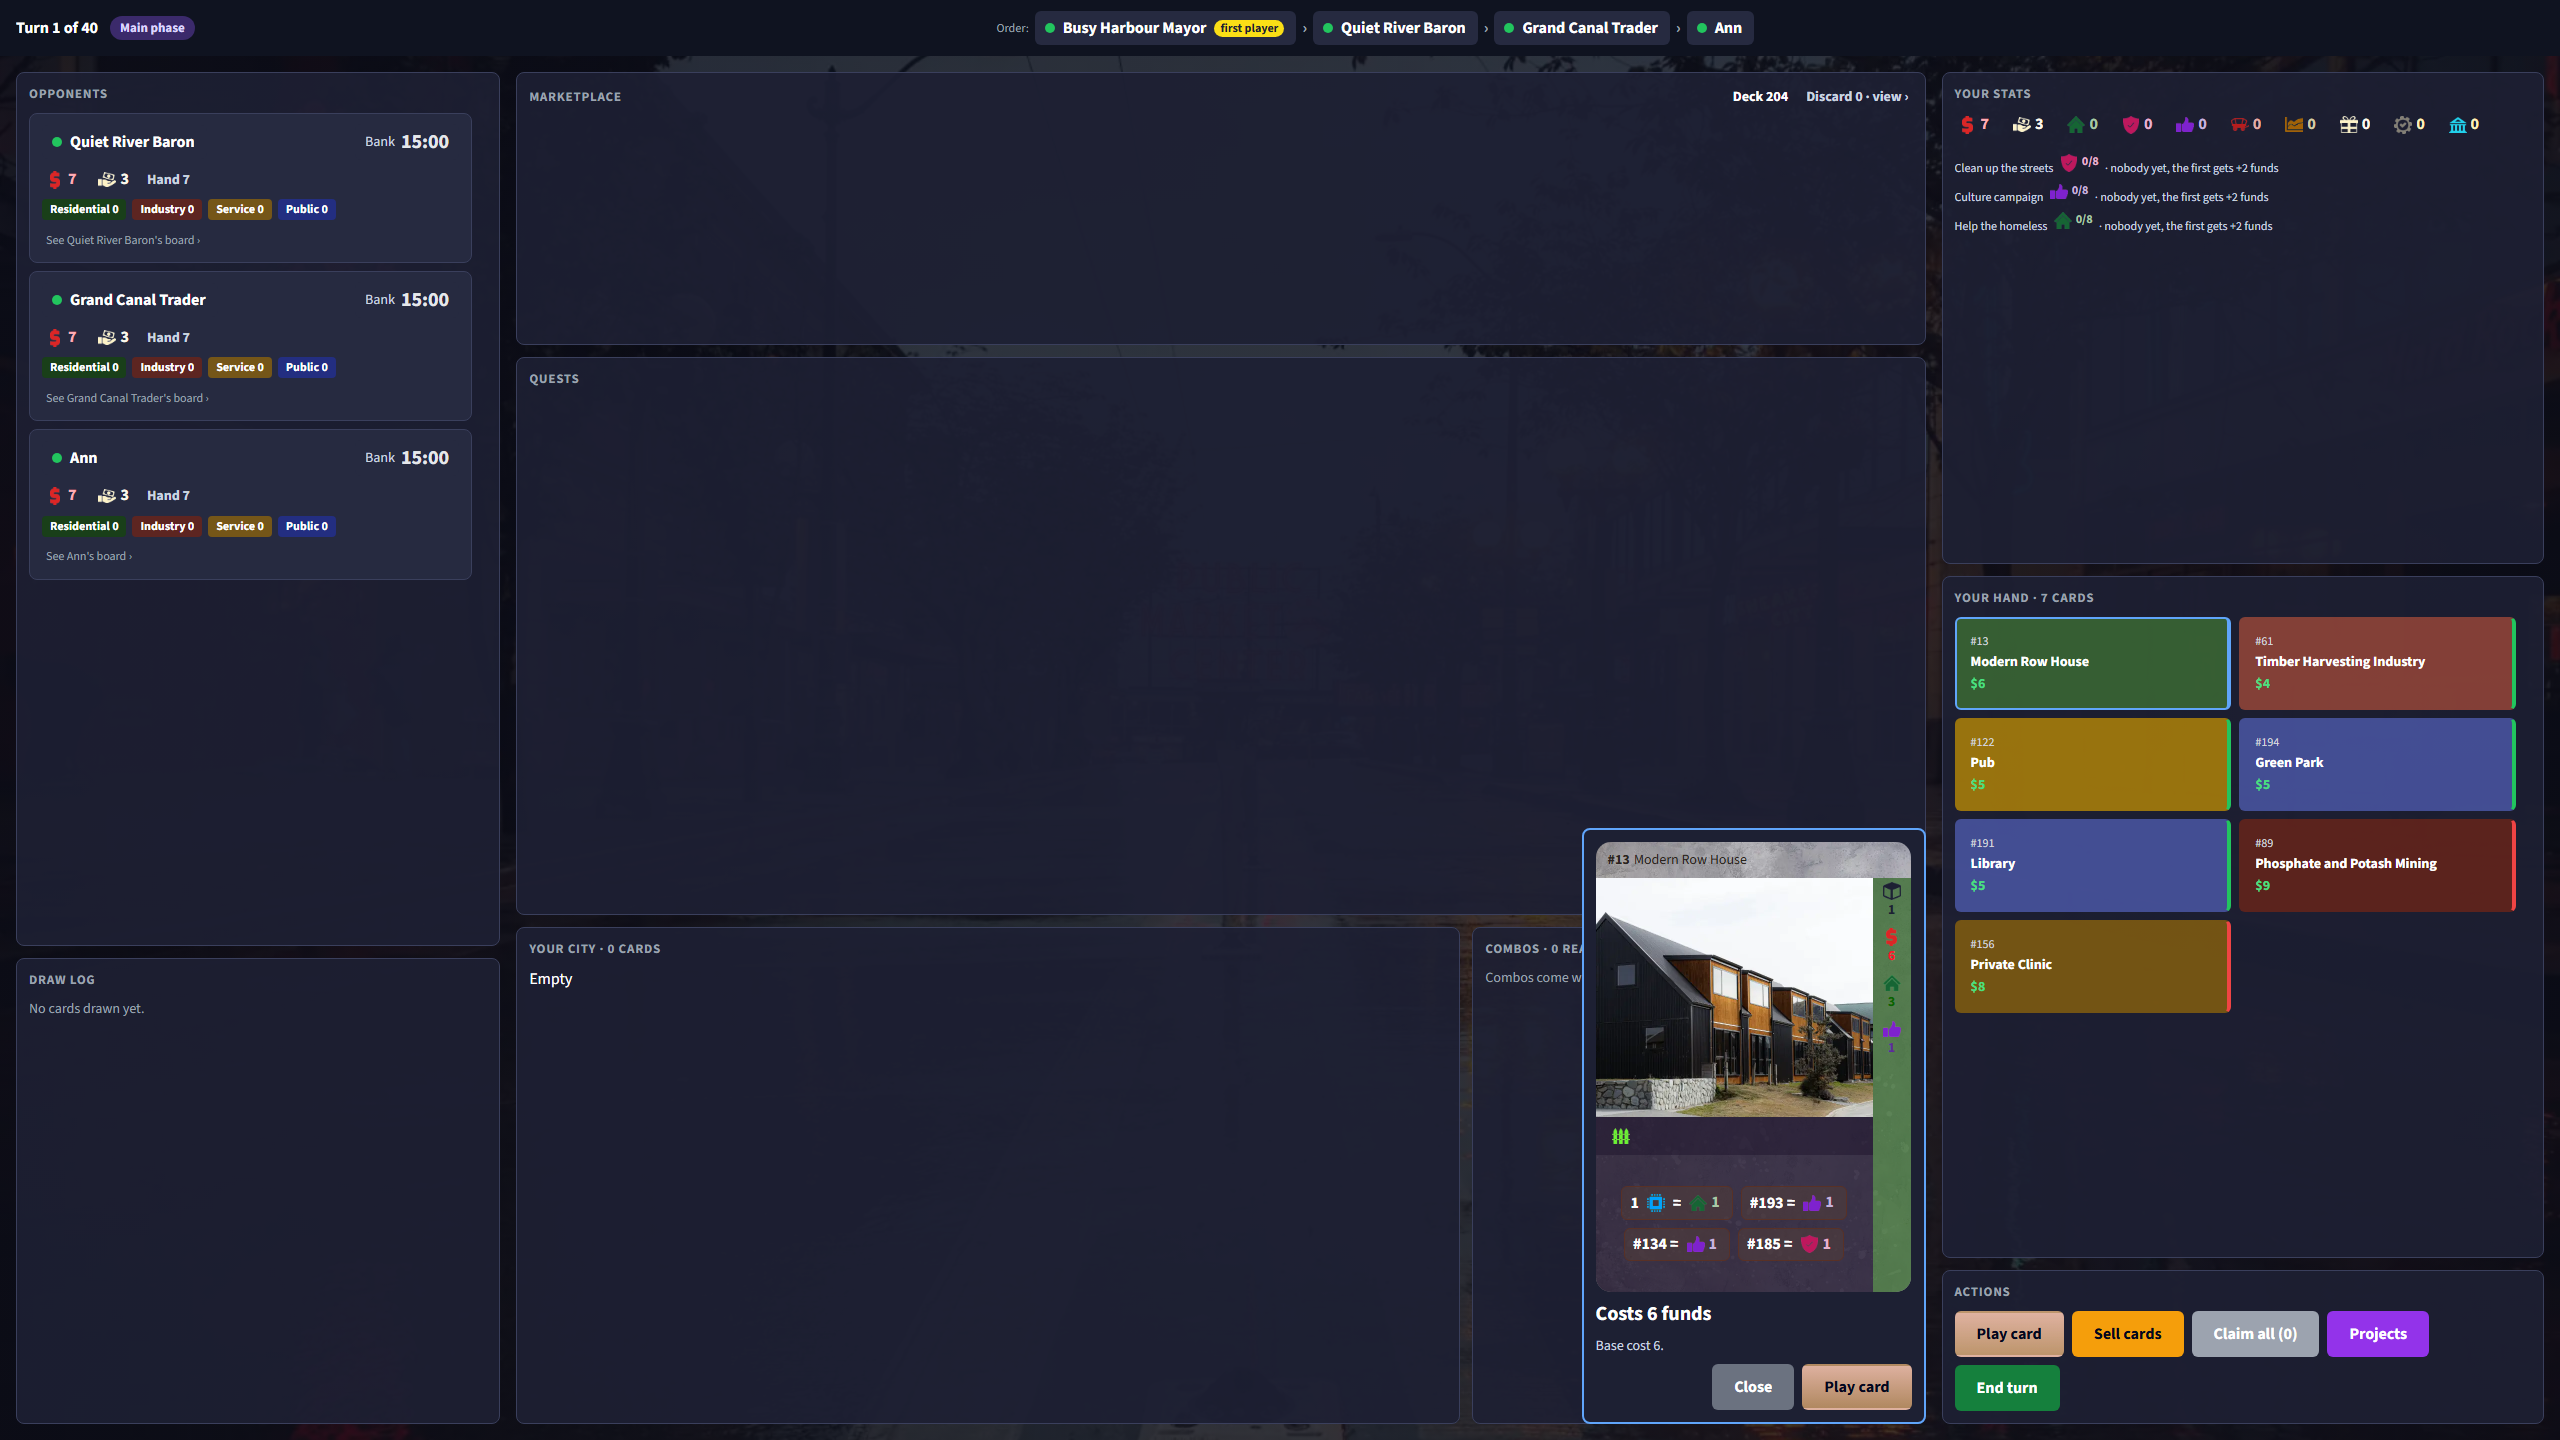 Turn 1 of 40 Main phase
Order: Busy Harbour Mayor first player › Quiet River Baron › Grand Canal Trader › Ann
OPPONENTS
Quiet River Baron Bank 15:00
7 3 Hand 7
Residential 0 Industry 0 Service 0 Public 0
See Quiet River Baron's board ›
Grand Canal Trader Bank 15:00
7 3 Hand 7
Residential 0 Industry 0 Service 0 Public 0
See Grand Canal Trader's board ›
Ann Bank 15:00
7 3 Hand 7
Residential 0 Industry 0 Service 0 Public 0
See Ann's board ›
DRAW LOG
No cards drawn yet.
MARKETPLACE Deck 204 Discard 0 · view ›
QUESTS
YOUR CITY · 0 CARDS
Empty
COMBOS · 0 REA
Combos come w
#13 Modern Row House
1
6
3
1
1 = 1 #193 = 1
#134 = 1 #185 = 1
Costs 6 funds
Base cost 6.
Close Play card
YOUR STATS
7 3 0 0 0 0 0 0 0 0
Clean up the streets 0/8 · nobody yet, the first gets +2 funds
Culture campaign 0/8 · nobody yet, the first gets +2 funds
Help the homeless 0/8 · nobody yet, the first gets +2 funds
YOUR HAND · 7 CARDS
#13
Modern Row House
$6
#61
Timber Harvesting Industry
$4
#122
Pub
$5
#194
Green Park
$5
#191
Library
$5
#89
Phosphate and Potash Mining
$9
#156
Private Clinic
$8
ACTIONS
Play card Sell cards Claim all (0) Projects
End turn